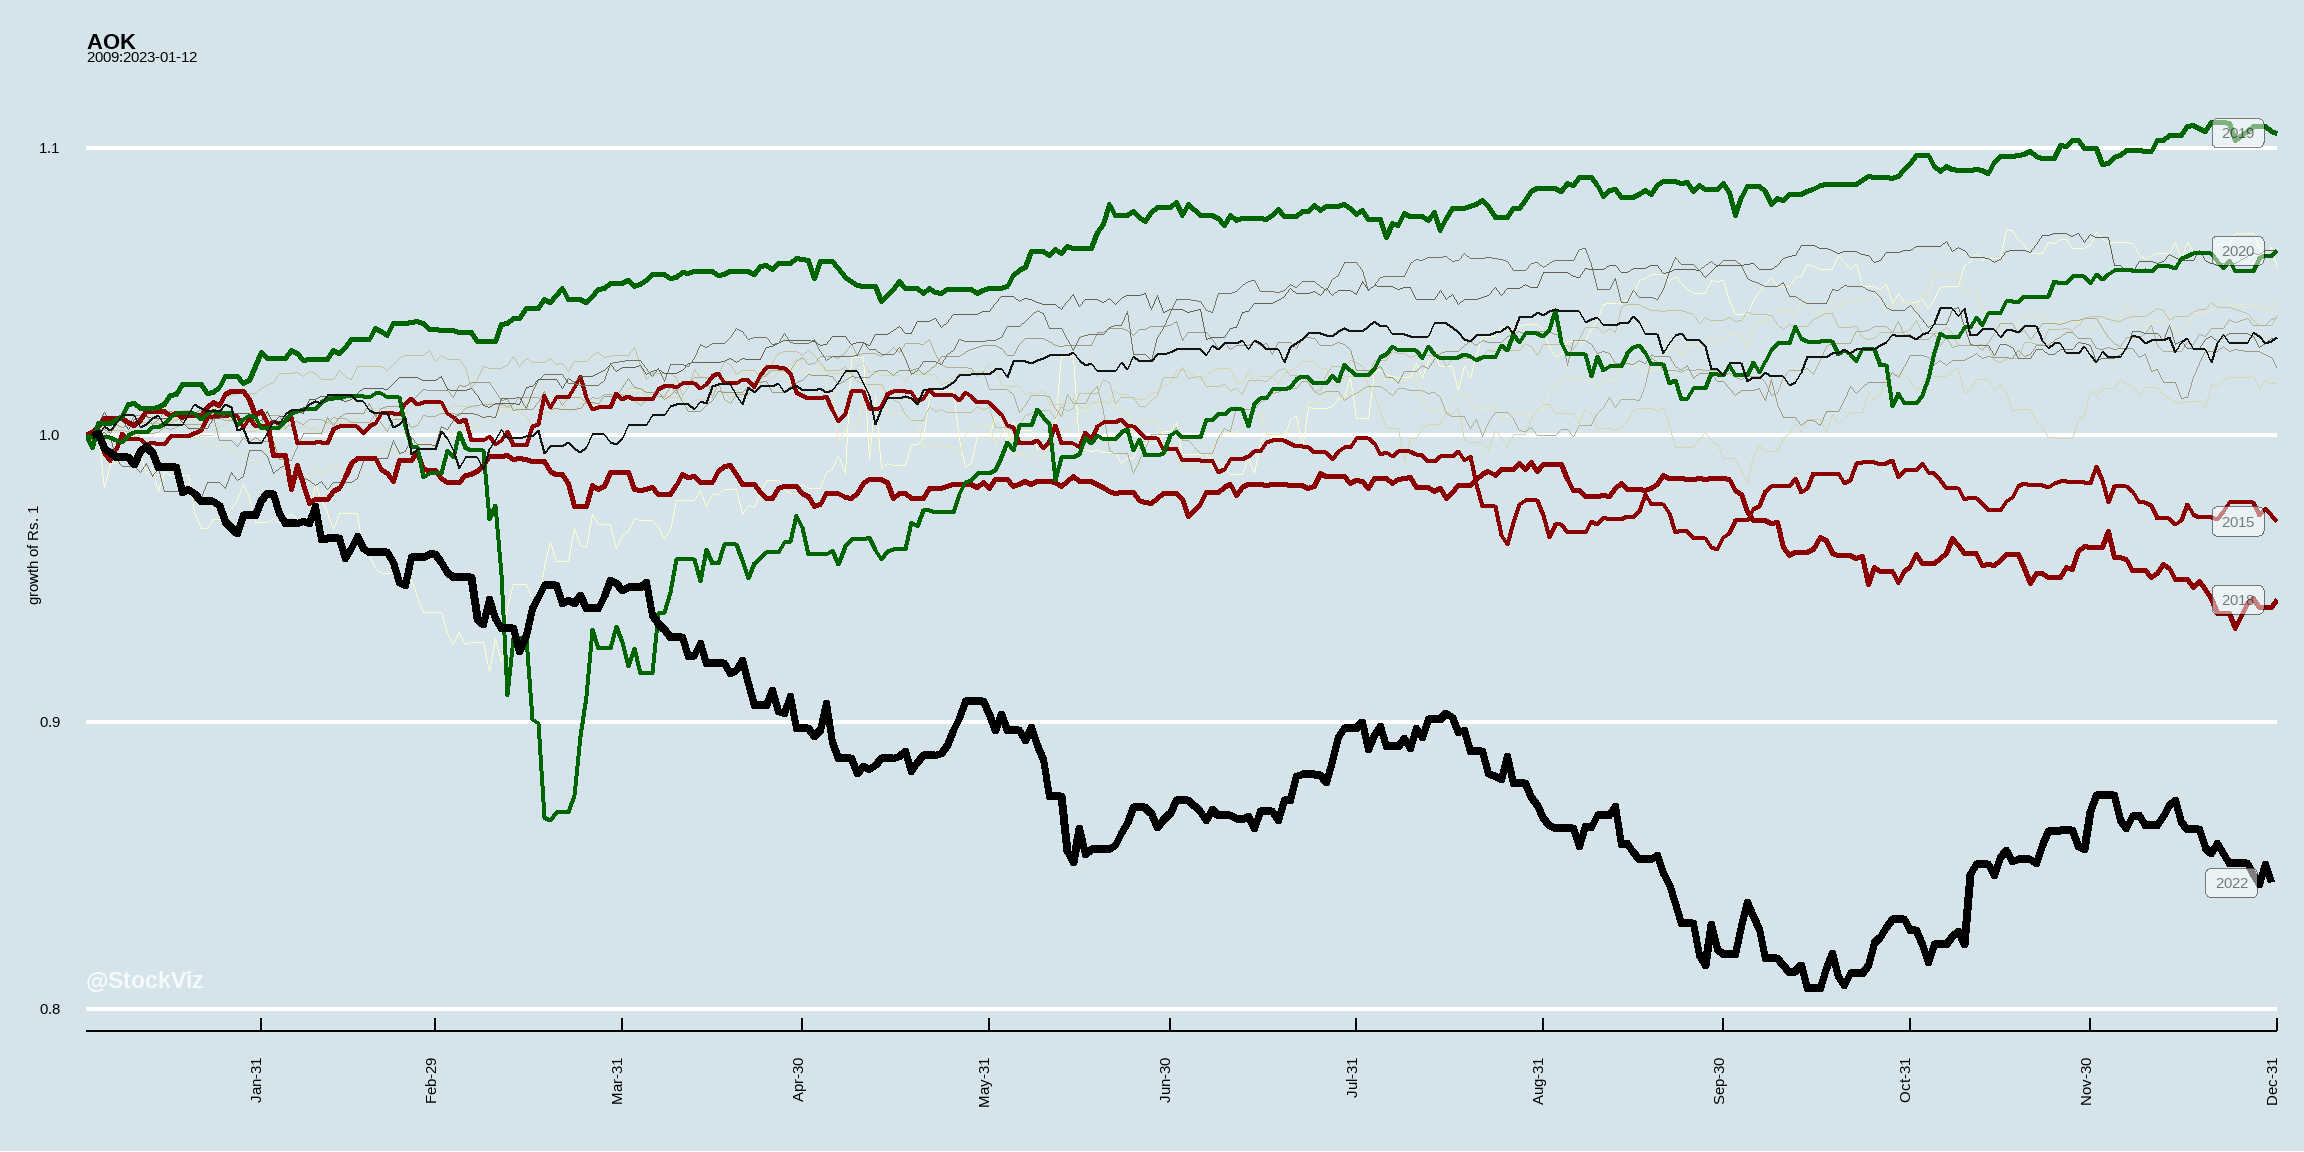 AOK
2009:2023-01-12
1.1
1.0
0.9
0.8
growth of Rs. 1
2019
2020
2015
2018
2022
@StockViz
Jan-31
Feb-29
Mar-31
Apr-30
May-31
Jun-30
Jul-31
Aug-31
Sep-30
Oct-31
Nov-30
Dec-31